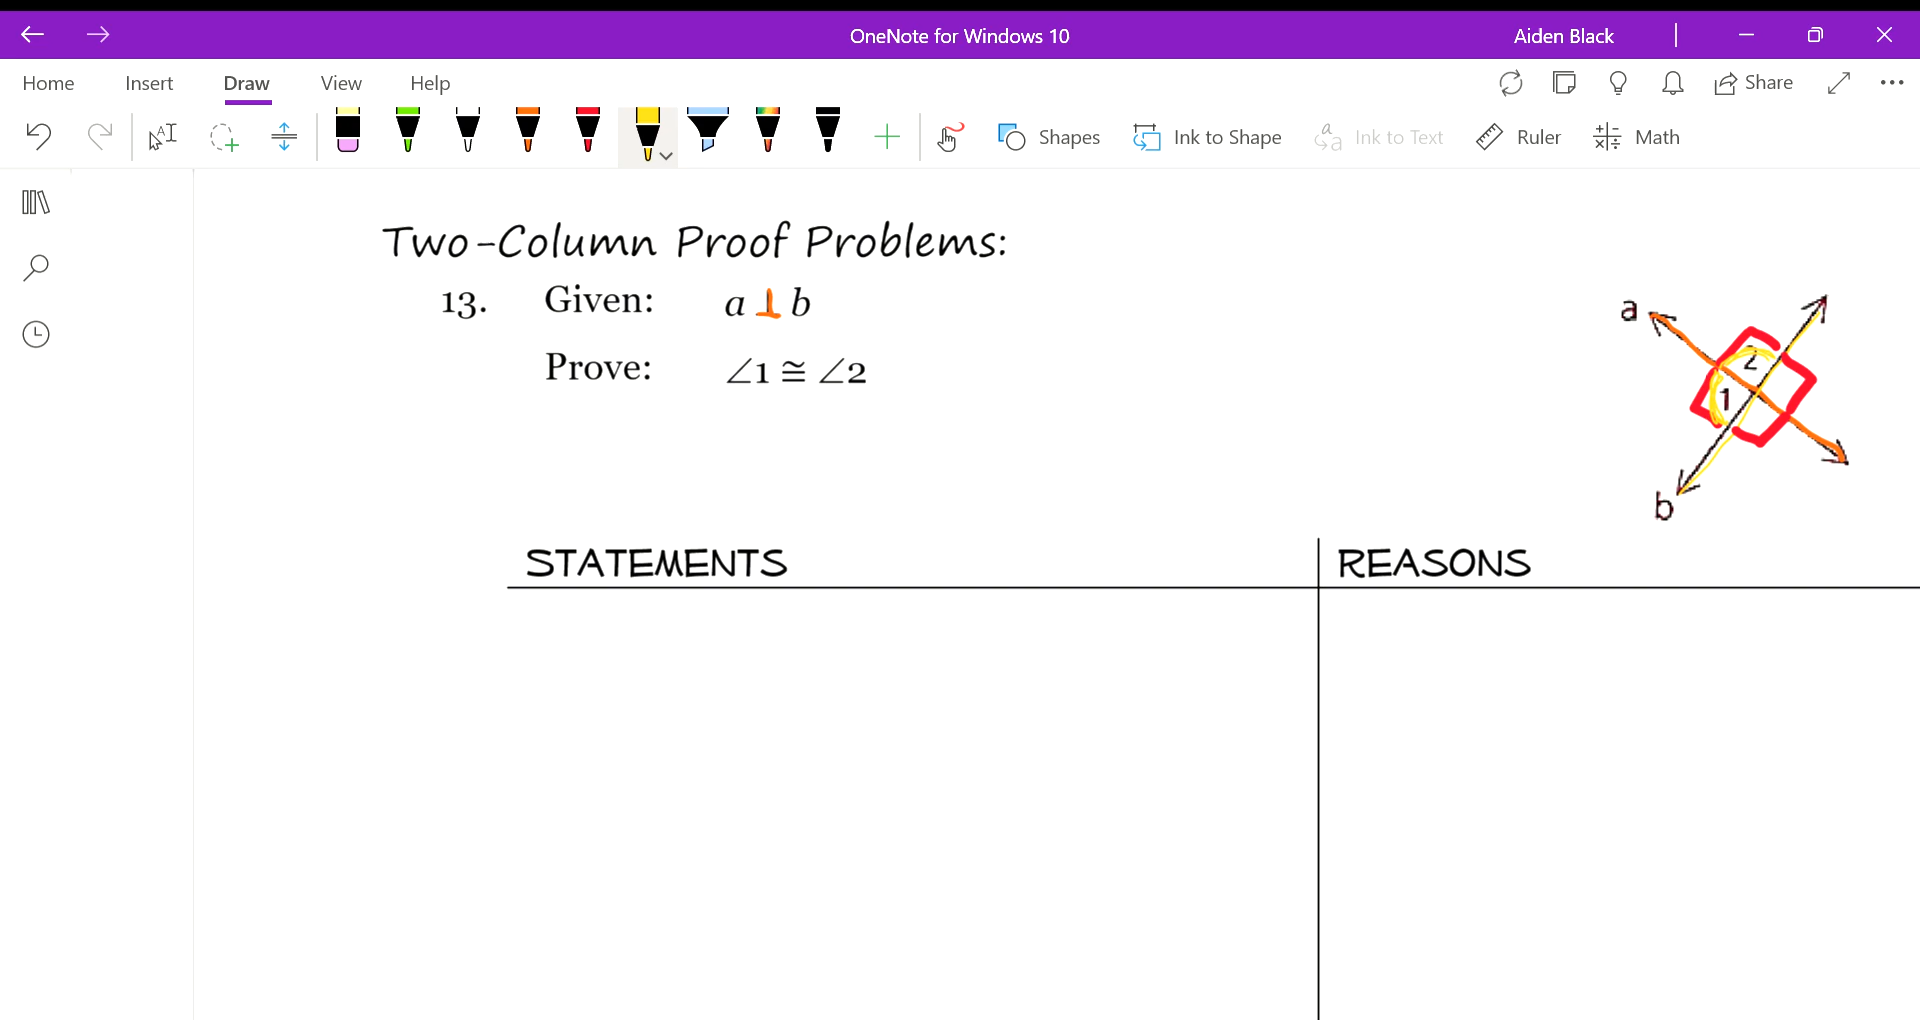 OneNote for Windows 10
Aiden Black
Home Insert Draw View Help
Share
Shapes Ink to Shape Ink to Text Ruler Math
Two-Column Proof Problems:
13. Given: a ⊥ b
Prove: ∠1 ≅ ∠2
a
2
1
b
STATEMENTS REASONS